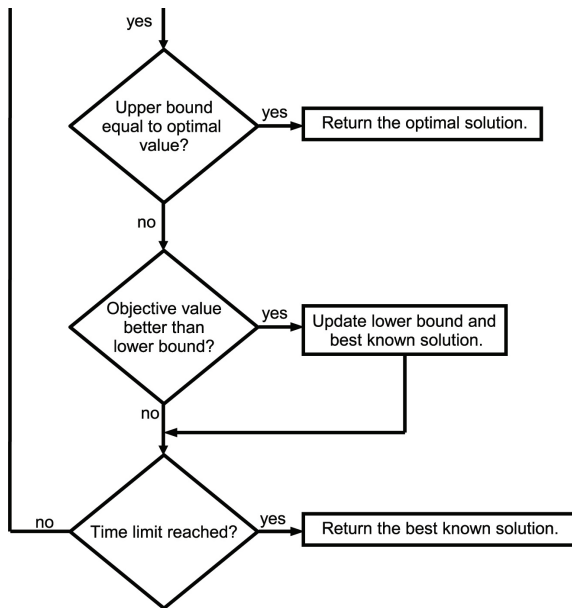 yes
Upper bound
equal to optimal
value?
yes
Return the optimal solution.
no
Objective value
better than
lower bound?
yes
Update lower bound and
best known solution.
no
no
Time limit reached?
yes
Return the best known solution.